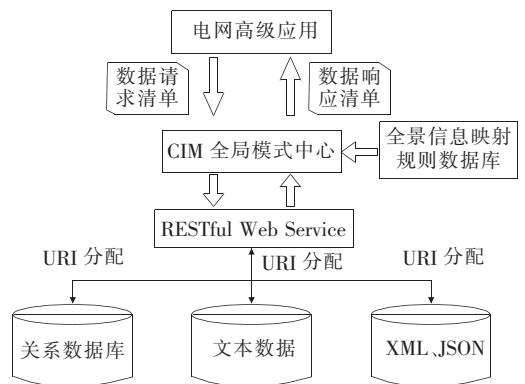 电网高级应用
数据请
求清单
数据响
应清单
CIM 全局模式中心
全景信息映射
规则数据库
RESTful Web Service
URI 分配
URI 分配
URI 分配
关系数据库
文本数据
XML、JSON